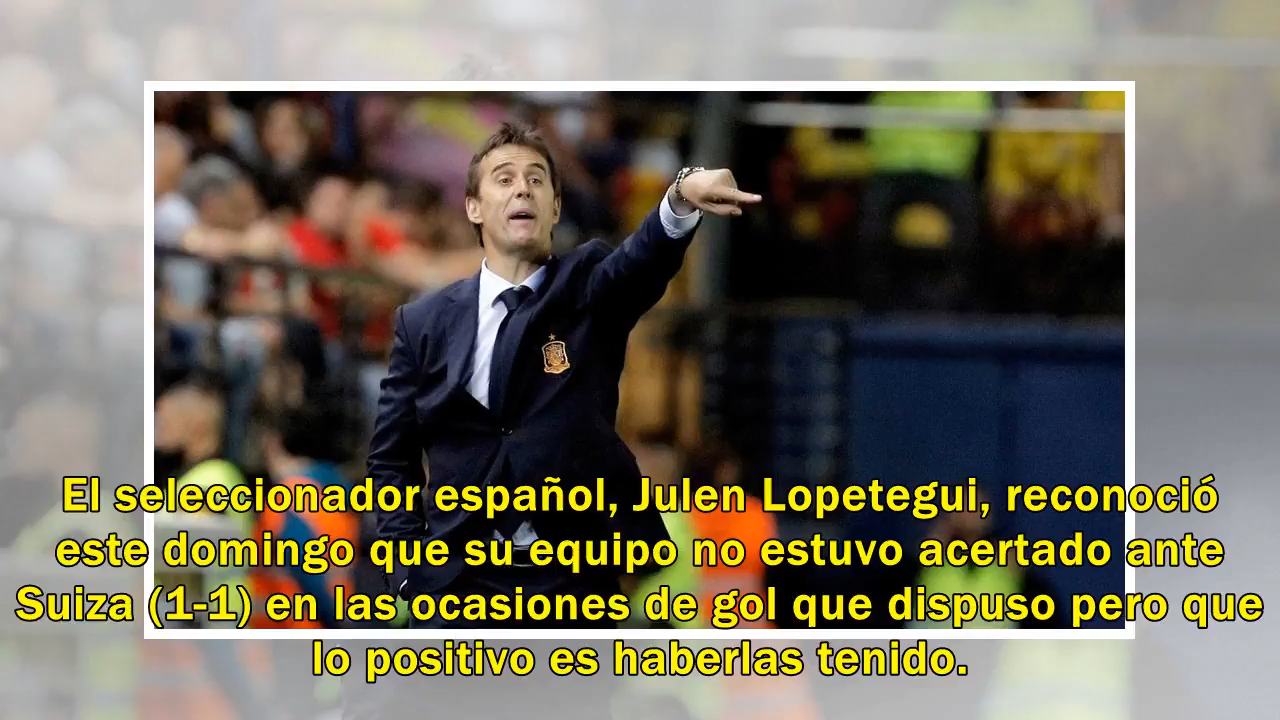 El seleccionador español, Julen Lopetegui, reconoció
este domingo que su equipo no estuvo acertado ante
Suiza (1-1) en las ocasiones de gol que dispuso pero que
lo positivo es haberlas tenido.